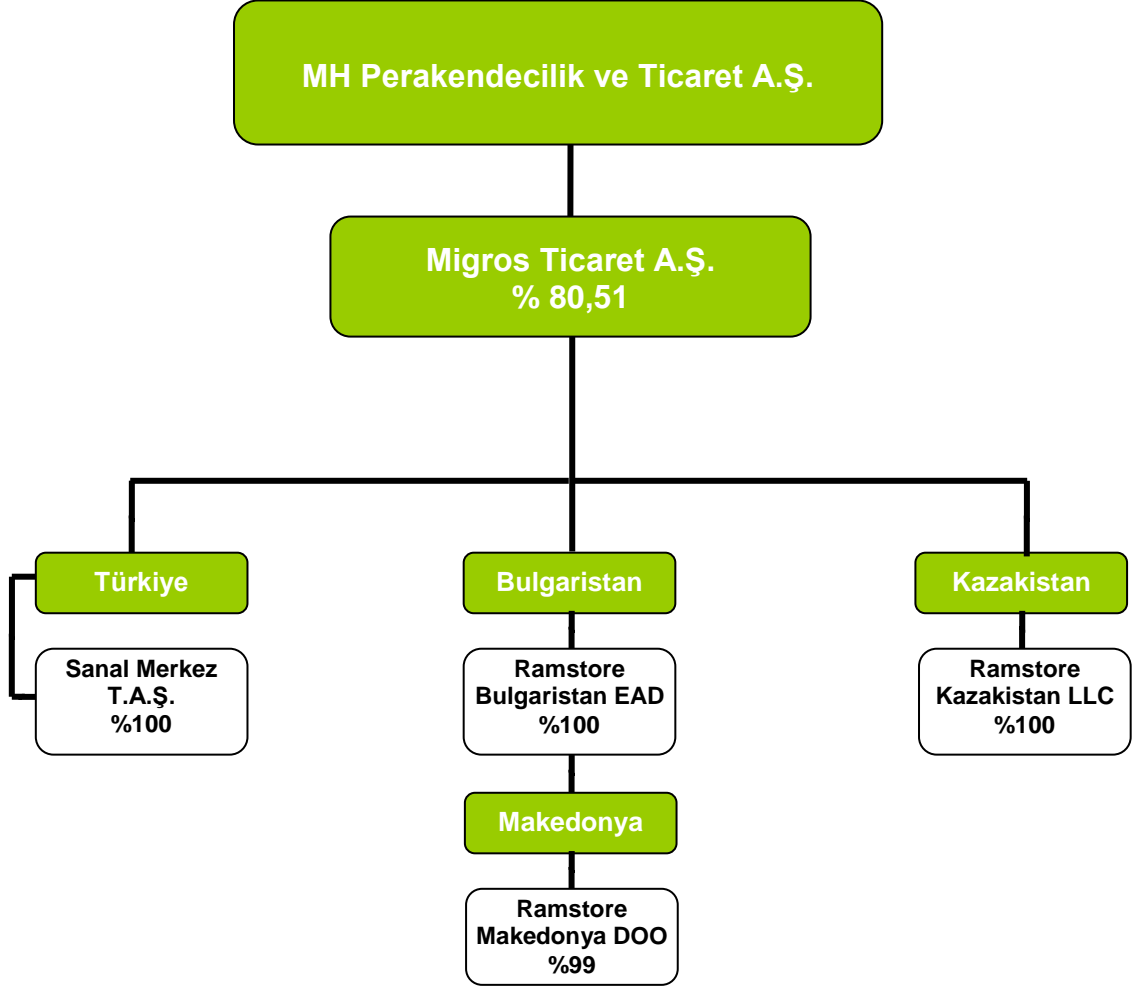 MH Perakendecilik ve Ticaret A.Ş.
Migros Ticaret A.Ş.
% 80,51
Türkiye
Bulgaristan
Kazakistan
Sanal Merkez
T.A.Ş.
%100
Ramstore
Bulgaristan EAD
%100
Ramstore
Kazakistan LLC
%100
Makedonya
Ramstore
Makedonya DOO
%99